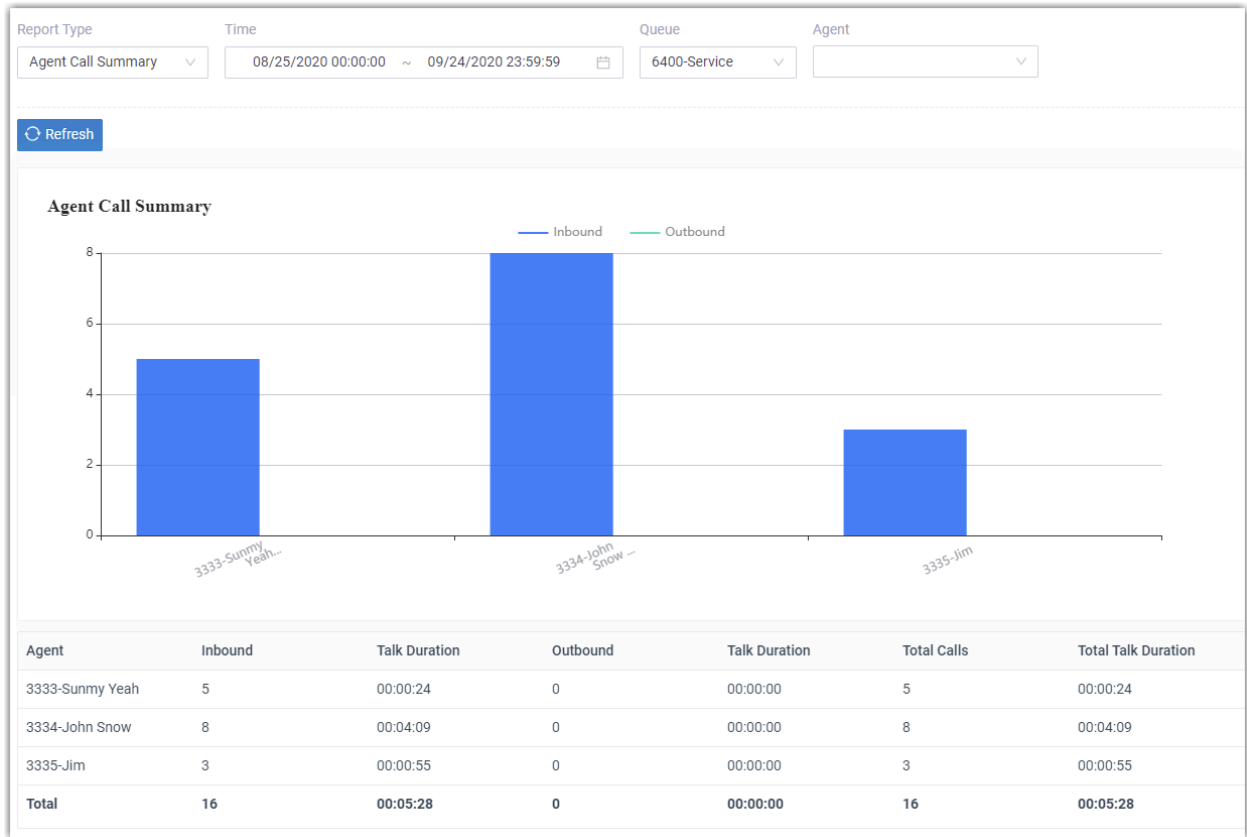 Report Type Time Queue Agent
Agent Call Summary 08/25/2020 00:00:00 ~ 09/24/2020 23:59:59 6400-Service
Refresh
Agent Call Summary
Inbound Outbound
8
6
4
2
0
3333-Sunmy
Yeah...
3334-John
Snow ...
3335-Jim
Agent Inbound Talk Duration Outbound Talk Duration Total Calls Total Talk Duration
3333-Sunmy Yeah 5 00:00:24 0 00:00:00 5 00:00:24
3334-John Snow 8 00:04:09 0 00:00:00 8 00:04:09
3335-Jim 3 00:00:55 0 00:00:00 3 00:00:55
Total 16 00:05:28 0 00:00:00 16 00:05:28